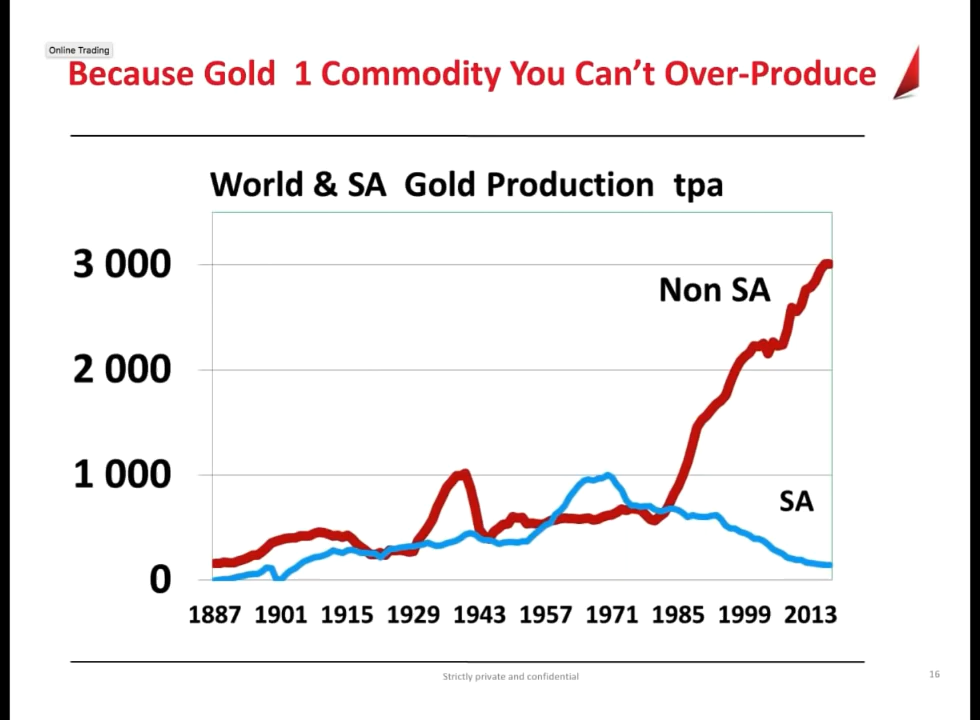 Online Trading
Because Gold 1 Commodity You Can't Over-Produce
World & SA Gold Production tpa
3 000
Non SA
2 000
1 000
SA
0
1887 1901 1915 1929 1943 1957 1971 1985 1999 2013
Strictly private and confidential
16